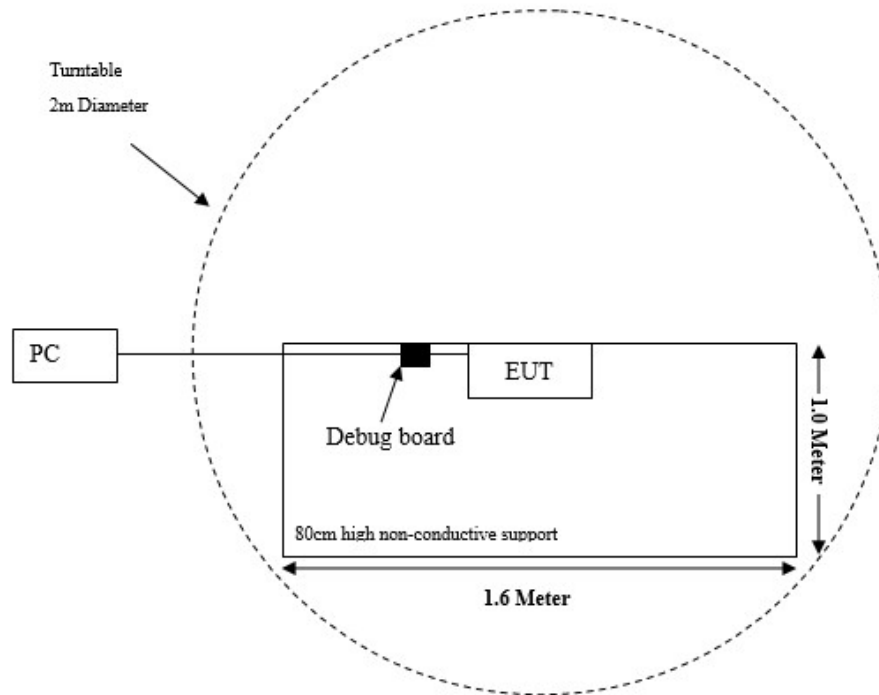 Turntable
2m Diameter
PC
EUT
Debug board
1.0 Meter
80cm high non-conductive support
1.6 Meter